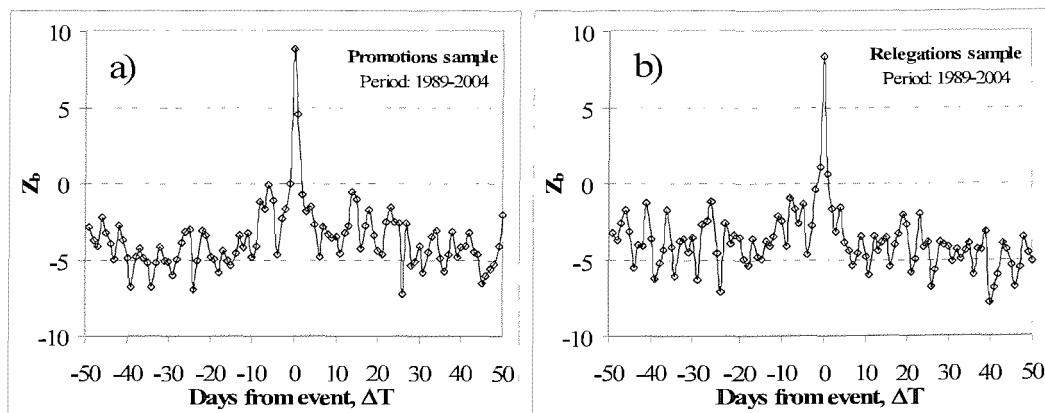 a)
Promotions sample
Period: 1989-2004
10
5
0
-5
-10
Z_b
-50 -40 -30 -20 -10 0 10 20 30 40 50
Days from event, ΔT
b)
Relegations sample
Period: 1989-2004
10
5
0
-5
-10
Z_b
-50 -40 -30 -20 -10 0 10 20 30 40 50
Days from event, ΔT